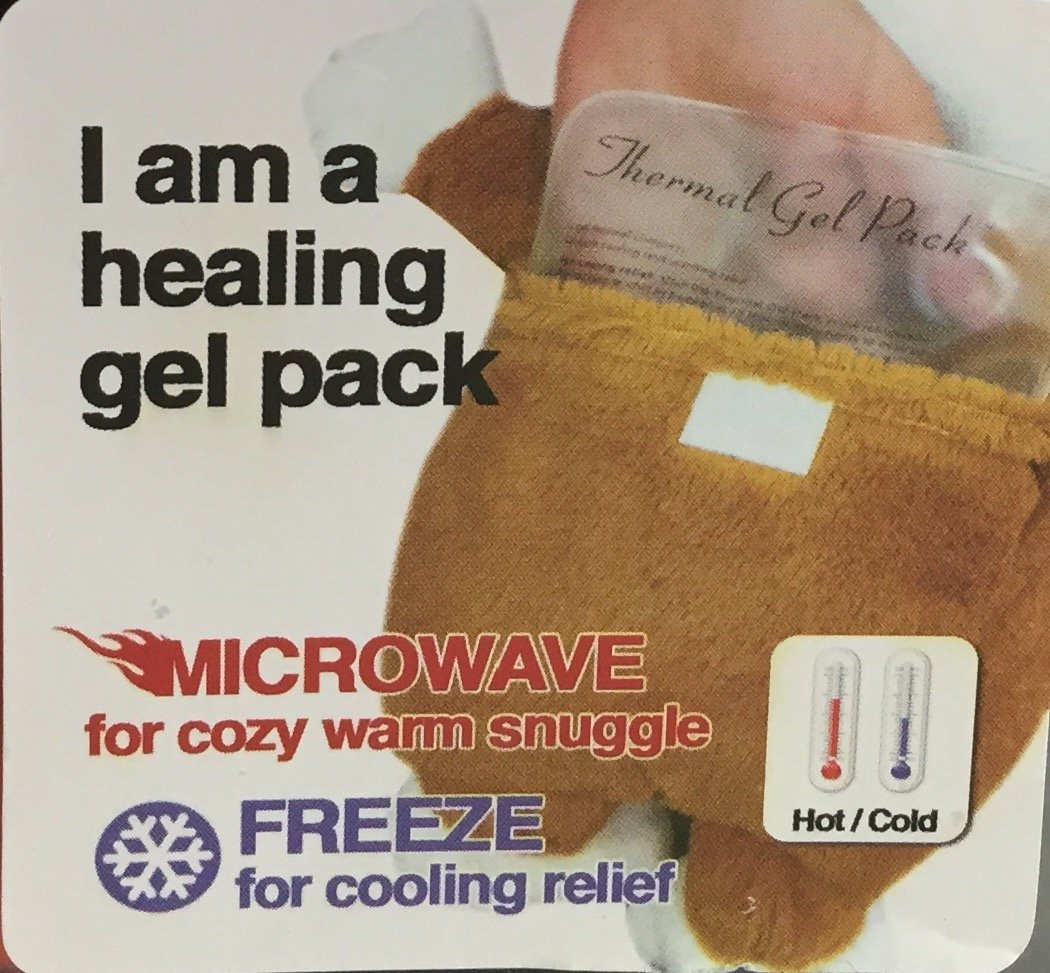 I am a
healing
gel pack
Thermal Gel Pack
MICROWAVE
for cozy warm snuggle
FREEZE
for cooling relief
Hot / Cold